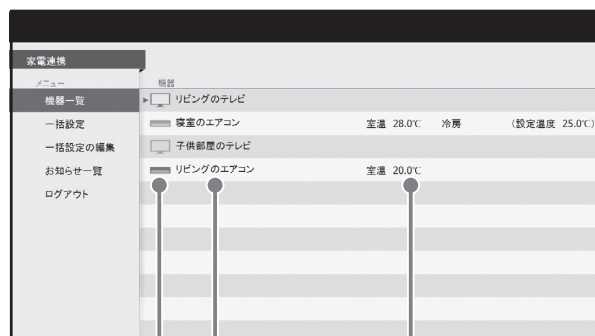 家電連携
メニュー
機器
機器一覧
リビングのテレビ
一括設定
寝室のエアコン 室温 28.0℃ 冷房 (設定温度 25.0℃)
一括設定の編集
子供部屋のテレビ
お知らせ一覧
リビングのエアコン 室温 20.0℃
ログアウト